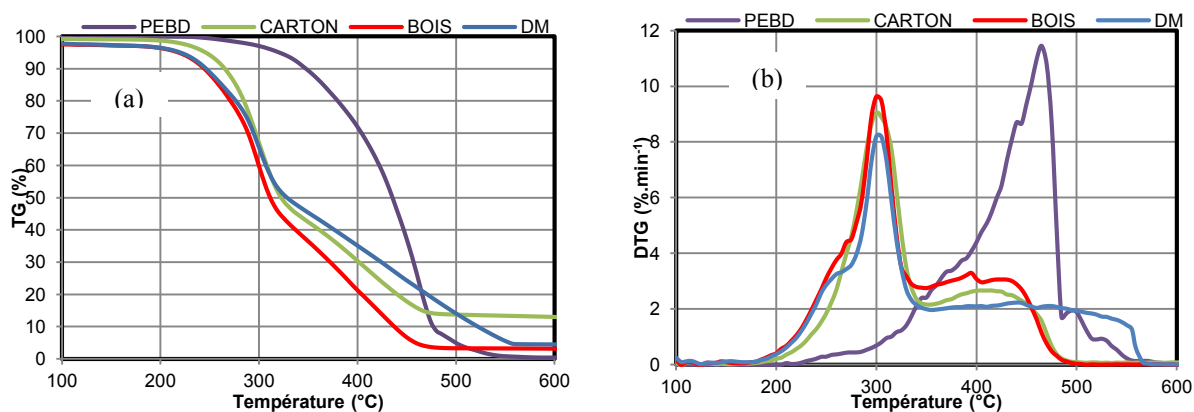 PEBD CARTON BOIS DM
100
90
80
70
60
50
40
30
20
10
0
TG (%)
(a)
100 200 300 400 500 600
Température (°C)
PEBD CARTON BOIS DM
12
10
8
6
4
2
0
DTG (%.min-1)
(b)
100 200 300 400 500 600
Température (°C)